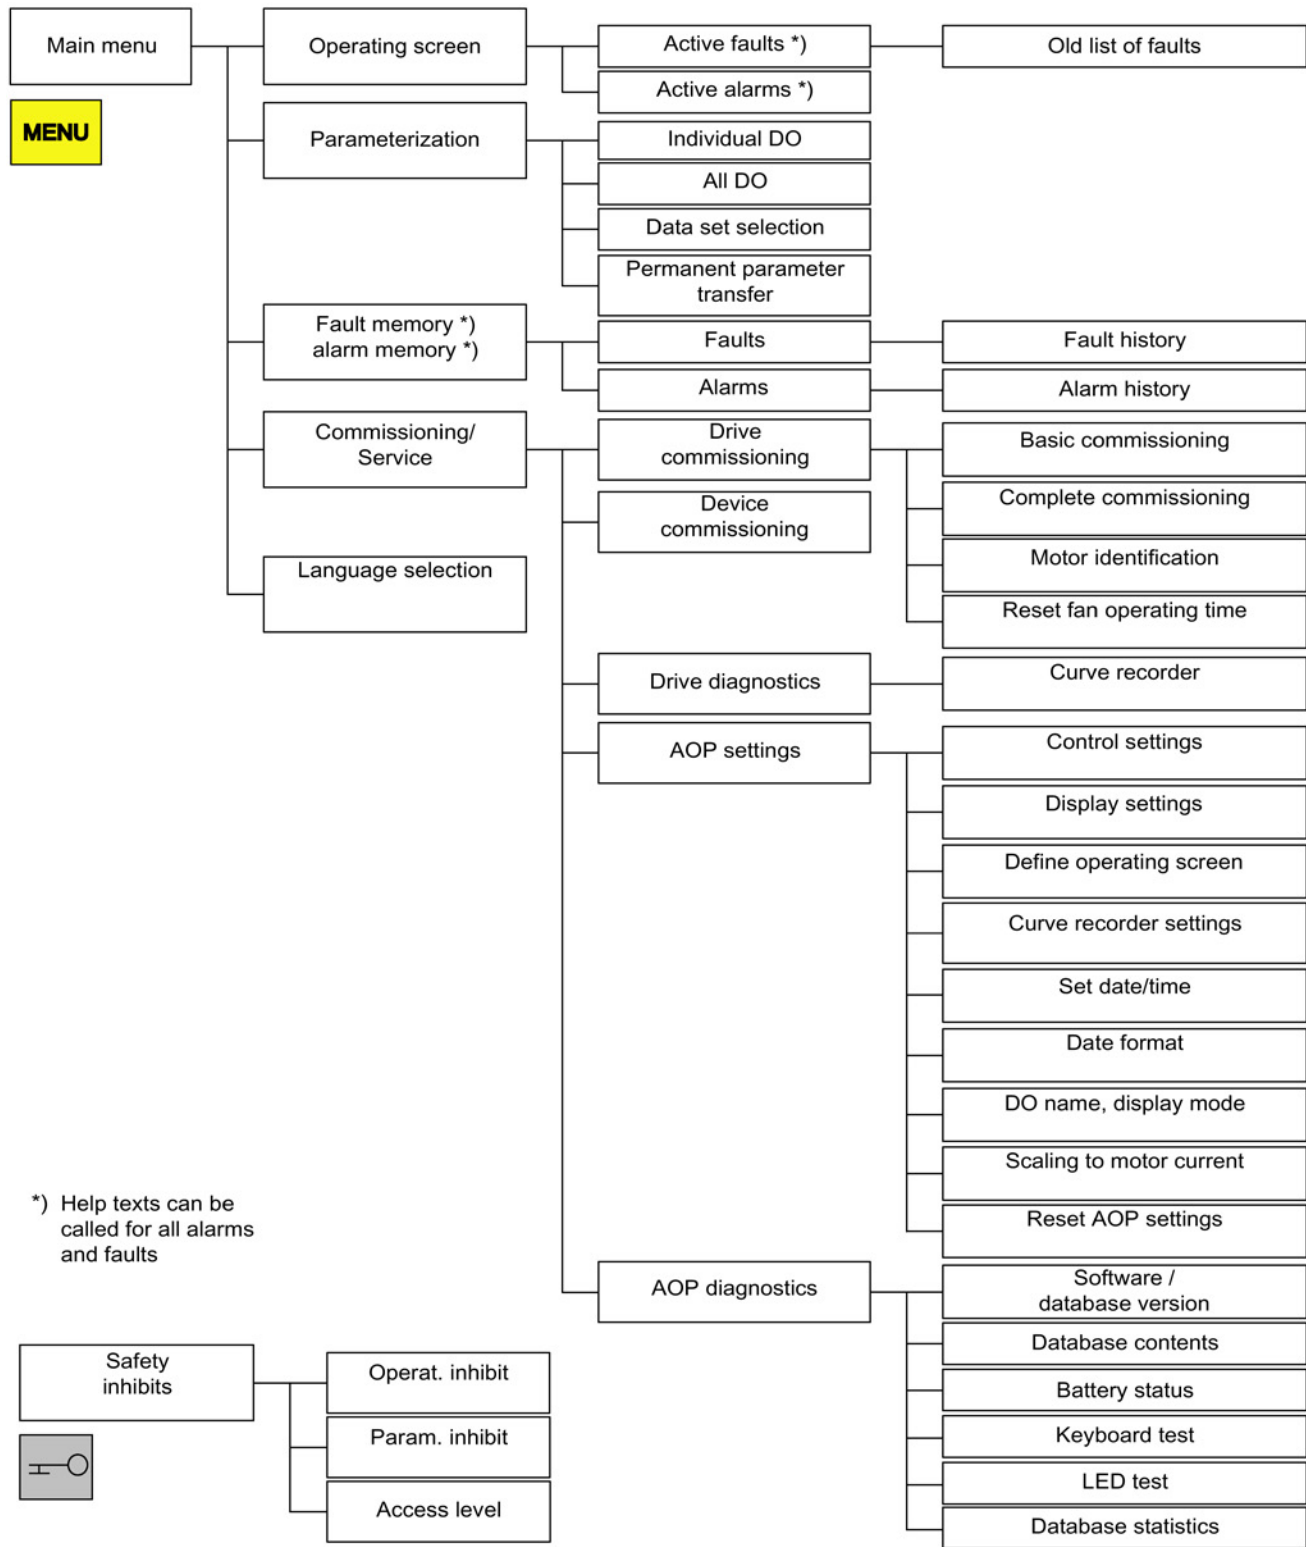 Main menu
Operating screen
Active faults *)
Old list of faults
Active alarms *)
MENU
Parameterization
Individual DO
All DO
Data set selection
Permanent parameter
transfer
Fault memory *)
alarm memory *)
Faults
Fault history
Alarms
Alarm history
Commissioning/
Service
Drive
commissioning
Basic commissioning
Complete commissioning
Motor identification
Reset fan operating time
Device
commissioning
Language selection
Drive diagnostics
Curve recorder
AOP settings
Control settings
Display settings
Define operating screen
Curve recorder settings
Set date/time
Date format
DO name, display mode
Scaling to motor current
Reset AOP settings
*) Help texts can be
called for all alarms
and faults
AOP diagnostics
Software /
database version
Database contents
Battery status
Keyboard test
LED test
Database statistics
Safety
inhibits
Operat. inhibit
Param. inhibit
Access level